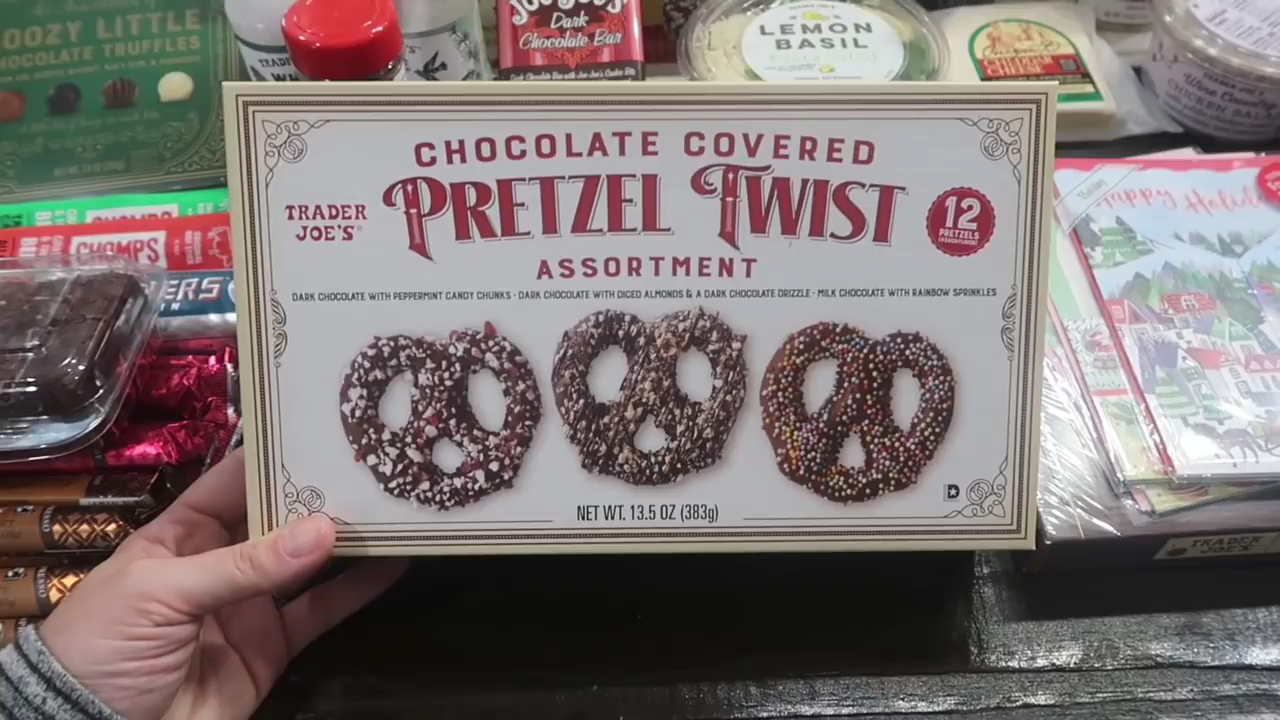 OOZY LITTLE
CHOCOLATE TRUFFLES
Dark
Chocolate Bar
LEMON
BASIL
CHOMPS
CHOMPS
Happy Holid
CHOCOLATE COVERED
PRETZEL TWIST
ASSORTMENT
TRADER
JOE'S
12
PRETZELS
DARK CHOCOLATE WITH PEPPERMINT CANDY CHUNKS · DARK CHOCOLATE WITH DICED ALMONDS & A DARK CHOCOLATE DRIZZLE · MILK CHOCOLATE WITH RAINBOW SPRINKLES
D
NET WT. 13.5 OZ (383g)
TRADER
JOE'S